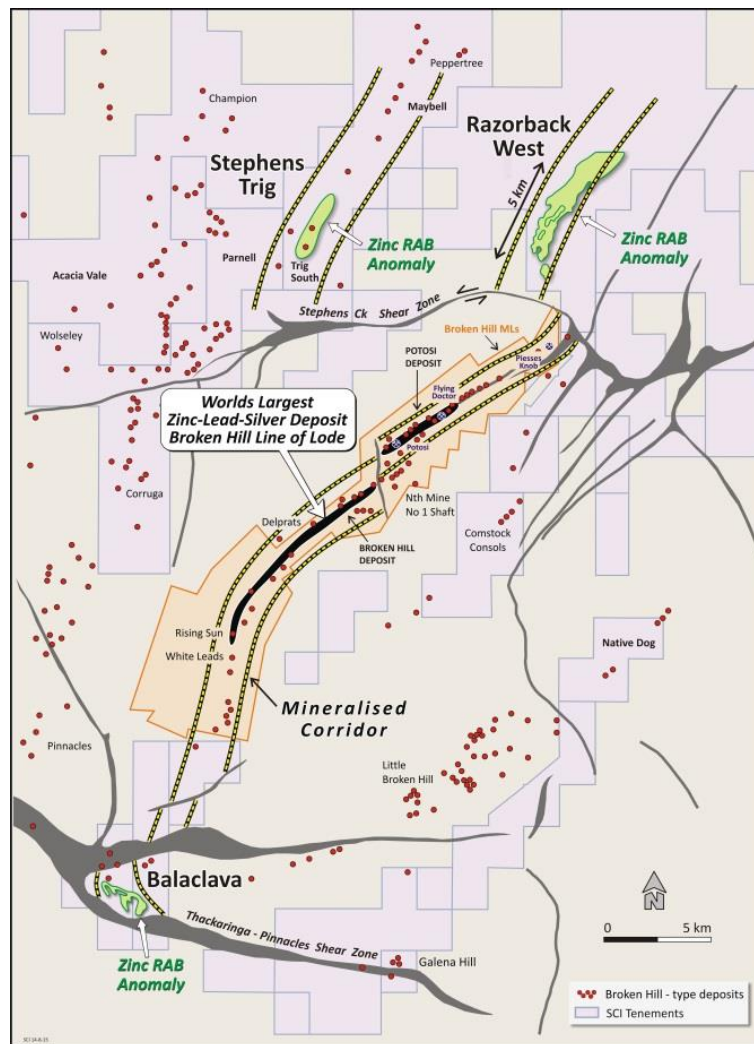 Peppertree
Champion
Maybell
Razorback
West
Stephens
Trig
5 km
Zinc RAB
Anomaly
Zinc RAB
Anomaly
Parnell
Trig
South
Acacia Vale
Stephens Ck Shear Zone
Wolseley
Broken Hill MLs
POTOSI
DEPOSIT
Piesses
Knob
Flying
Doctor
Worlds Largest
Zinc-Lead-Silver Deposit
Broken Hill Line of Lode
Potosi
Corruga
Nth Mine
No 1 Shaft
Delprats
Comstock
Consols
BROKEN HILL
DEPOSIT
Rising Sun
White Leads
Native Dog
Mineralised
Corridor
Pinnacles
Little
Broken Hill
Balaclava
N
0 5 km
Thackaringa - Pinnacles Shear Zone
Zinc RAB
Anomaly
Galena Hill
Broken Hill - type deposits
SCI Tenements